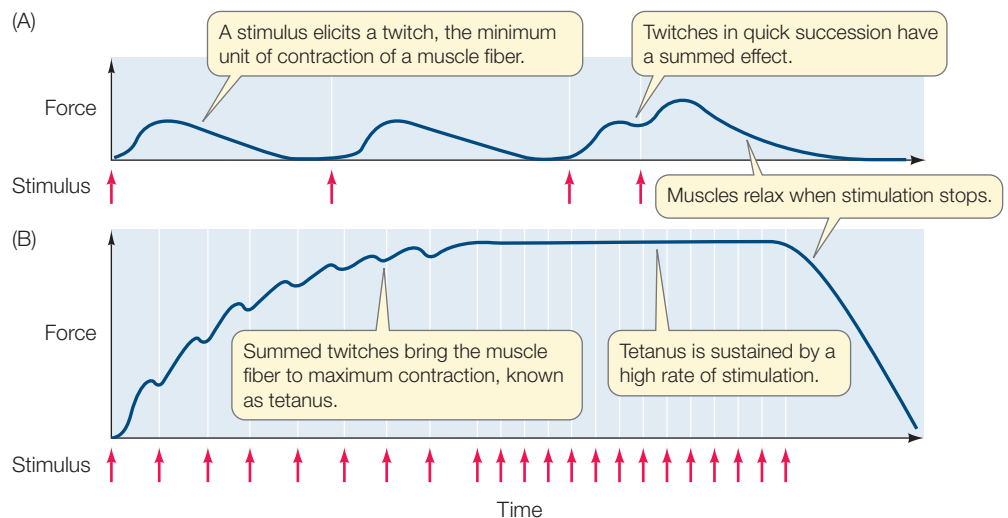 (A)
A stimulus elicits a twitch, the minimum
unit of contraction of a muscle fiber.
Twitches in quick succession have
a summed effect.
Force
Stimulus
Muscles relax when stimulation stops.
(B)
Force
Summed twitches bring the muscle
fiber to maximum contraction, known
as tetanus.
Tetanus is sustained by a
high rate of stimulation.
Stimulus
Time